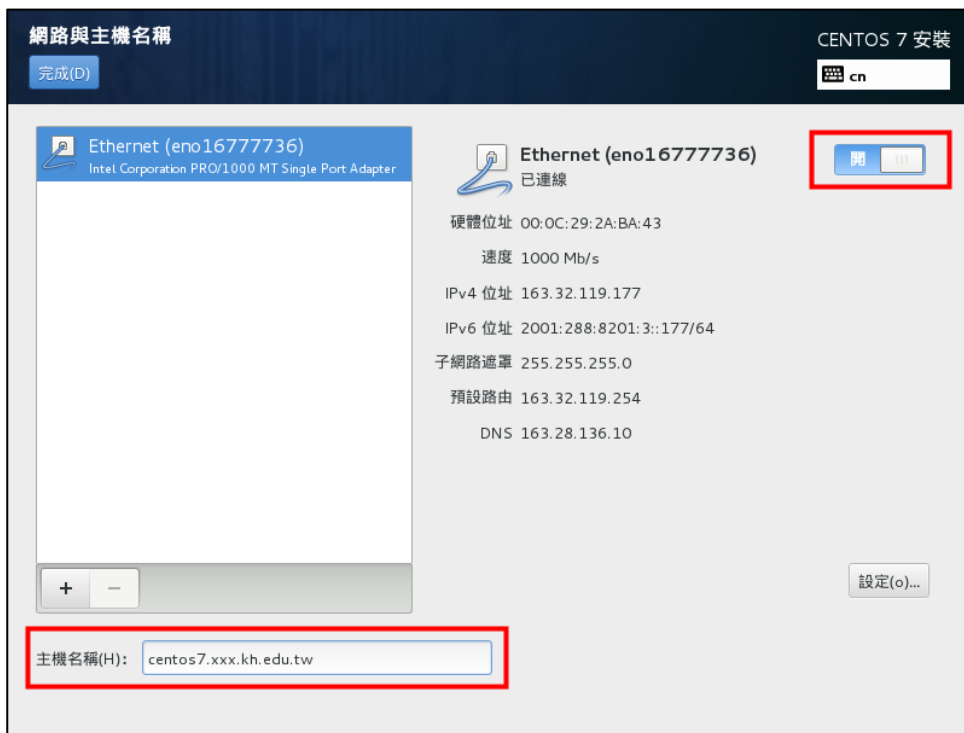 網路與主機名稱
完成(D)
CENTOS 7 安裝
cn
Ethernet (eno16777736)
Intel Corporation PRO/1000 MT Single Port Adapter
Ethernet (eno16777736)
已連線
開
硬體位址 00:0C:29:2A:BA:43
速度 1000 Mb/s
IPv4 位址 163.32.119.177
IPv6 位址 2001:288:8201:3::177/64
子網路遮罩 255.255.255.0
預設路由 163.32.119.254
DNS 163.28.136.10
+ −
設定(o)...
主機名稱(H): centos7.xxx.kh.edu.tw